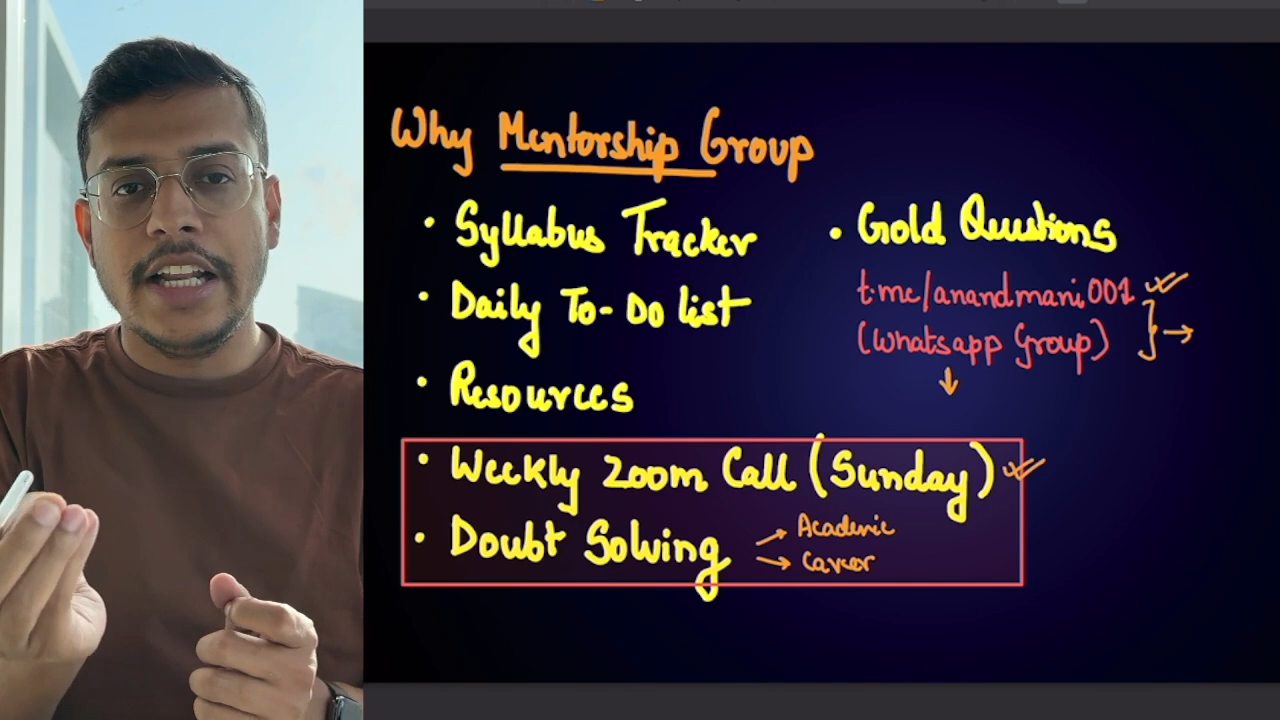 Why Mentorship Group
• Syllabus Tracker
• Daily To-Do list
• Resources
• Weekly Zoom Call (Sunday)
• Doubt Solving
Academic
Career
• Gold Questions
t.me/anandmani001
(Whatsapp Group)